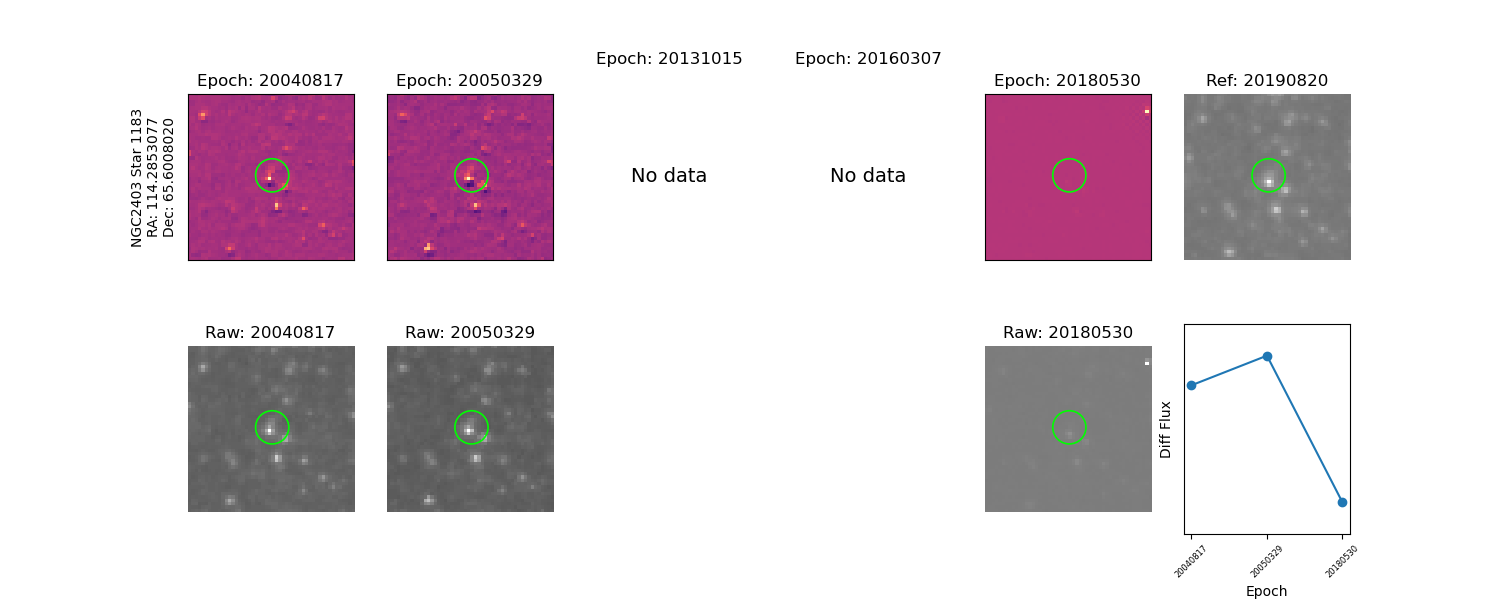 Epoch: 20040817
Epoch: 20050329
Epoch: 20131015
Epoch: 20160307
Epoch: 20180530
Ref: 20190820
NGC2403 Star 1183
RA: 114.2853077
Dec: 65.6008020
No data
No data
Raw: 20040817
Raw: 20050329
Raw: 20180530
Diff Flux
20040817
20050329
20180530
Epoch